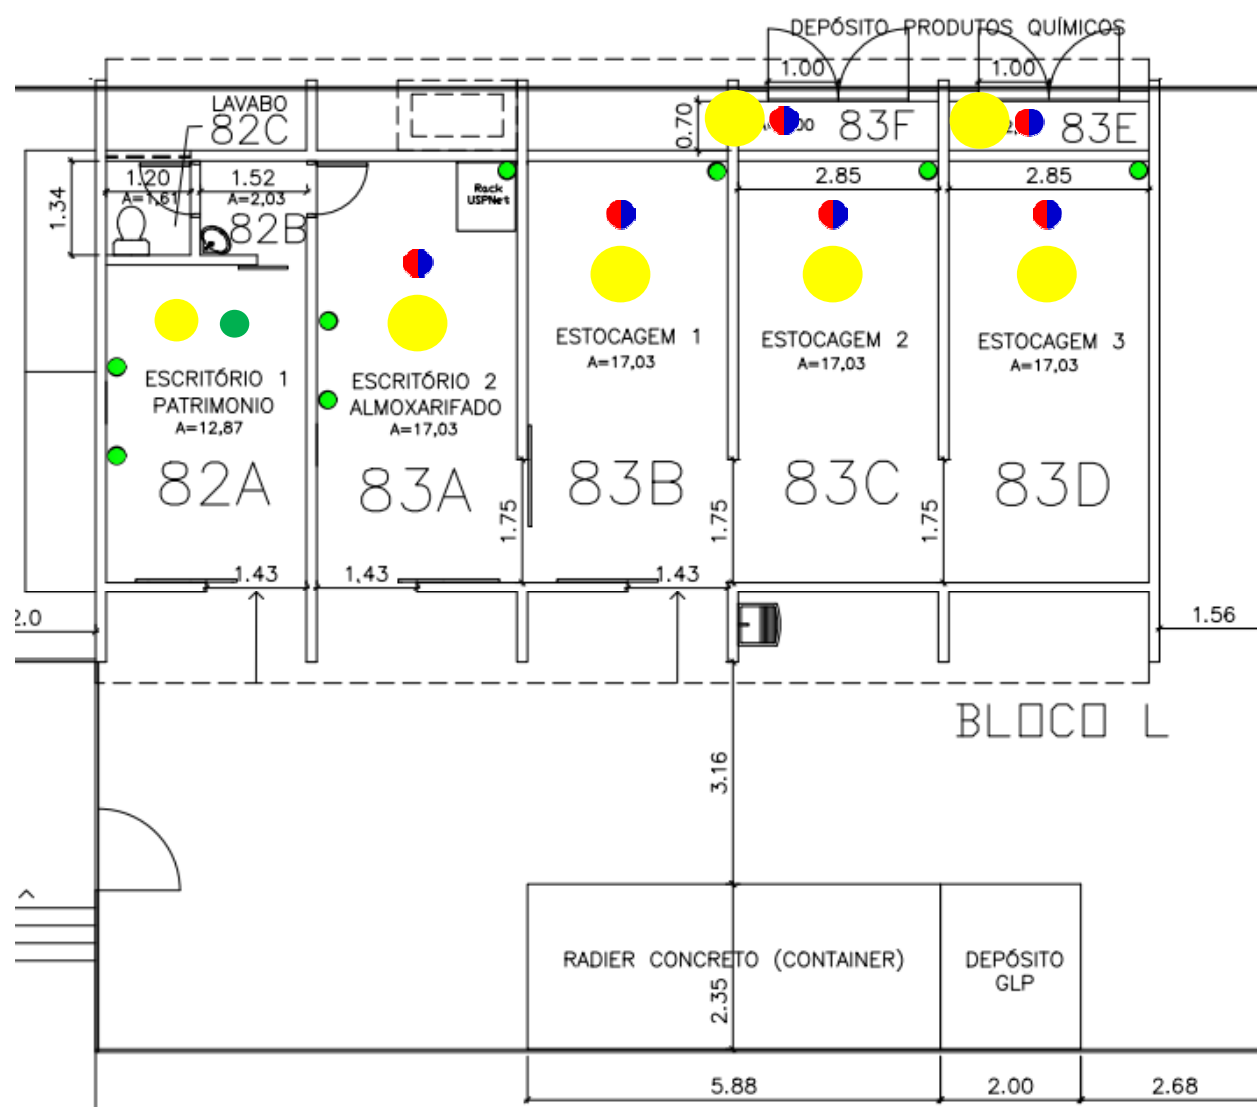 DEPÓSITO PRODUTOS QUÍMICOS
1.00
1.00
LAVABO
82C
0.70
83F
83E
1.20
A=1,61
1.52
A=2,03
1.34
82B
Rack
USPNet
2.85
2.85
ESTOCAGEM 1
A=17,03
ESTOCAGEM 2
A=17,03
ESTOCAGEM 3
A=17,03
ESCRITÓRIO 1
PATRIMONIO
A=12,87
ESCRITÓRIO 2
ALMOXARIFADO
A=17,03
82A
83A
83B
83C
83D
1.75
1.75
1.75
1.43
1.43
1.43
2.0
1.56
BLOCO L
3.16
RADIER CONCRETO (CONTAINER)
DEPÓSITO
GLP
2.35
5.88
2.00
2.68